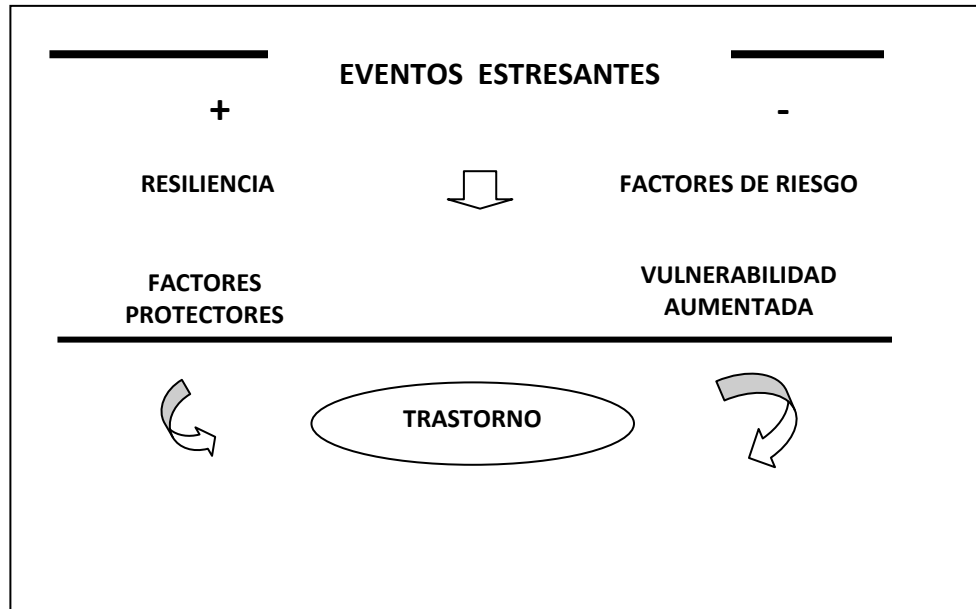 EVENTOS ESTRESANTES
+ -
RESILIENCIA FACTORES DE RIESGO
FACTORES
PROTECTORES
VULNERABILIDAD
AUMENTADA
TRASTORNO